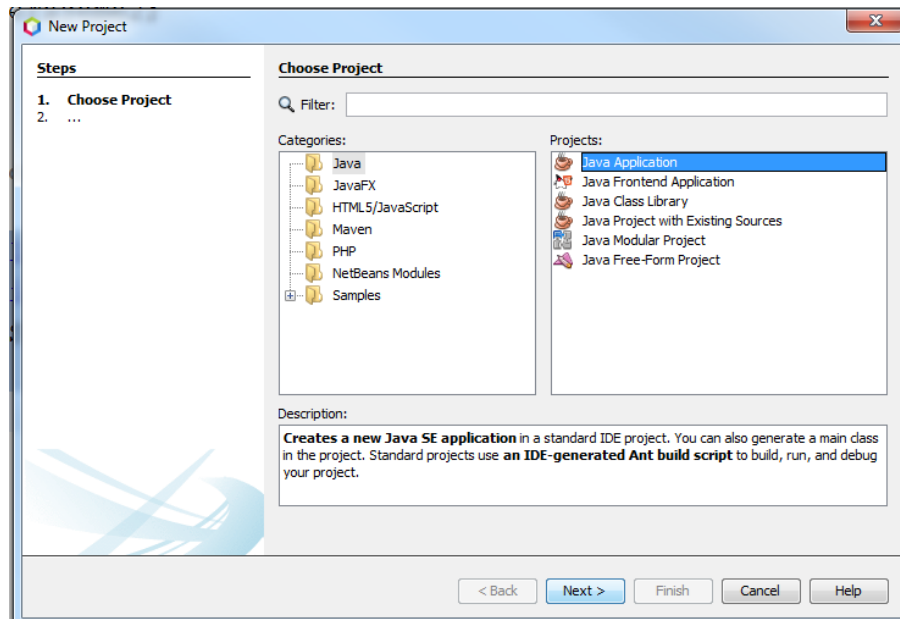 New Project
X
Steps
1. Choose Project
2. ...
Choose Project
Filter:
Categories:
Java
JavaFX
HTML5/JavaScript
Maven
PHP
NetBeans Modules
Samples
Projects:
Java Application
Java Frontend Application
Java Class Library
Java Project with Existing Sources
Java Modular Project
Java Free-Form Project
Description:
Creates a new Java SE application in a standard IDE project. You can also generate a main class
in the project. Standard projects use an IDE-generated Ant build script to build, run, and debug
your project.
< Back
Next >
Finish
Cancel
Help